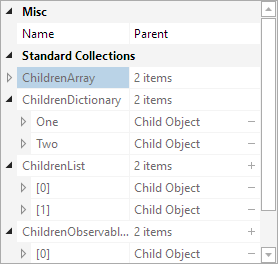 Misc
Name Parent
Standard Collections
ChildrenArray 2 items
ChildrenDictionary 2 items
One Child Object
Two Child Object
ChildrenList 2 items
[0] Child Object
[1] Child Object
ChildrenObservabl... 2 items
[0] Child Object